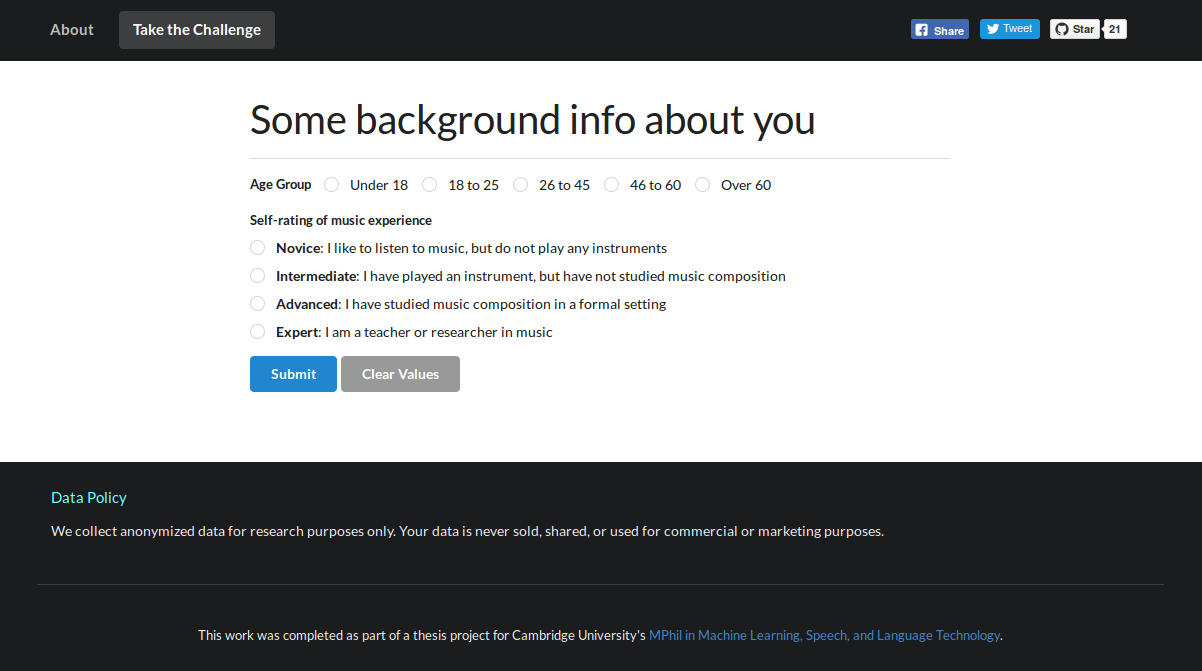 About Take the Challenge Share Tweet Star 21
Some background info about you
Age Group Under 18 18 to 25 26 to 45 46 to 60 Over 60
Self-rating of music experience
Novice: I like to listen to music, but do not play any instruments
Intermediate: I have played an instrument, but have not studied music composition
Advanced: I have studied music composition in a formal setting
Expert: I am a teacher or researcher in music
Submit Clear Values
Data Policy
We collect anonymized data for research purposes only. Your data is never sold, shared, or used for commercial or marketing purposes.
This work was completed as part of a thesis project for Cambridge University's MPhil in Machine Learning, Speech, and Language Technology.